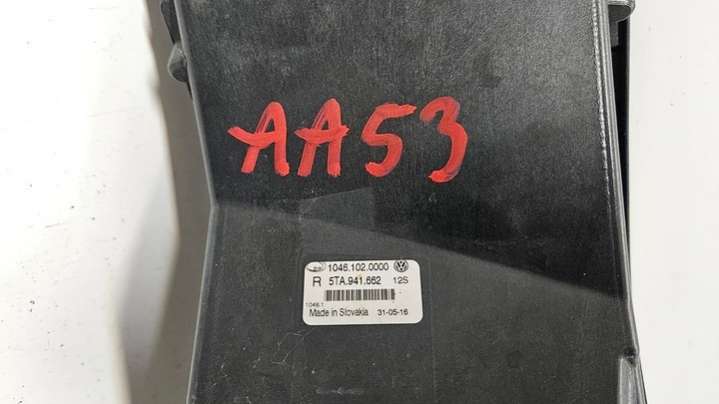 AA53
1046.102.0000
R 5TA.941.662 12S
1046.1
Made in Slovakia 31-05-16